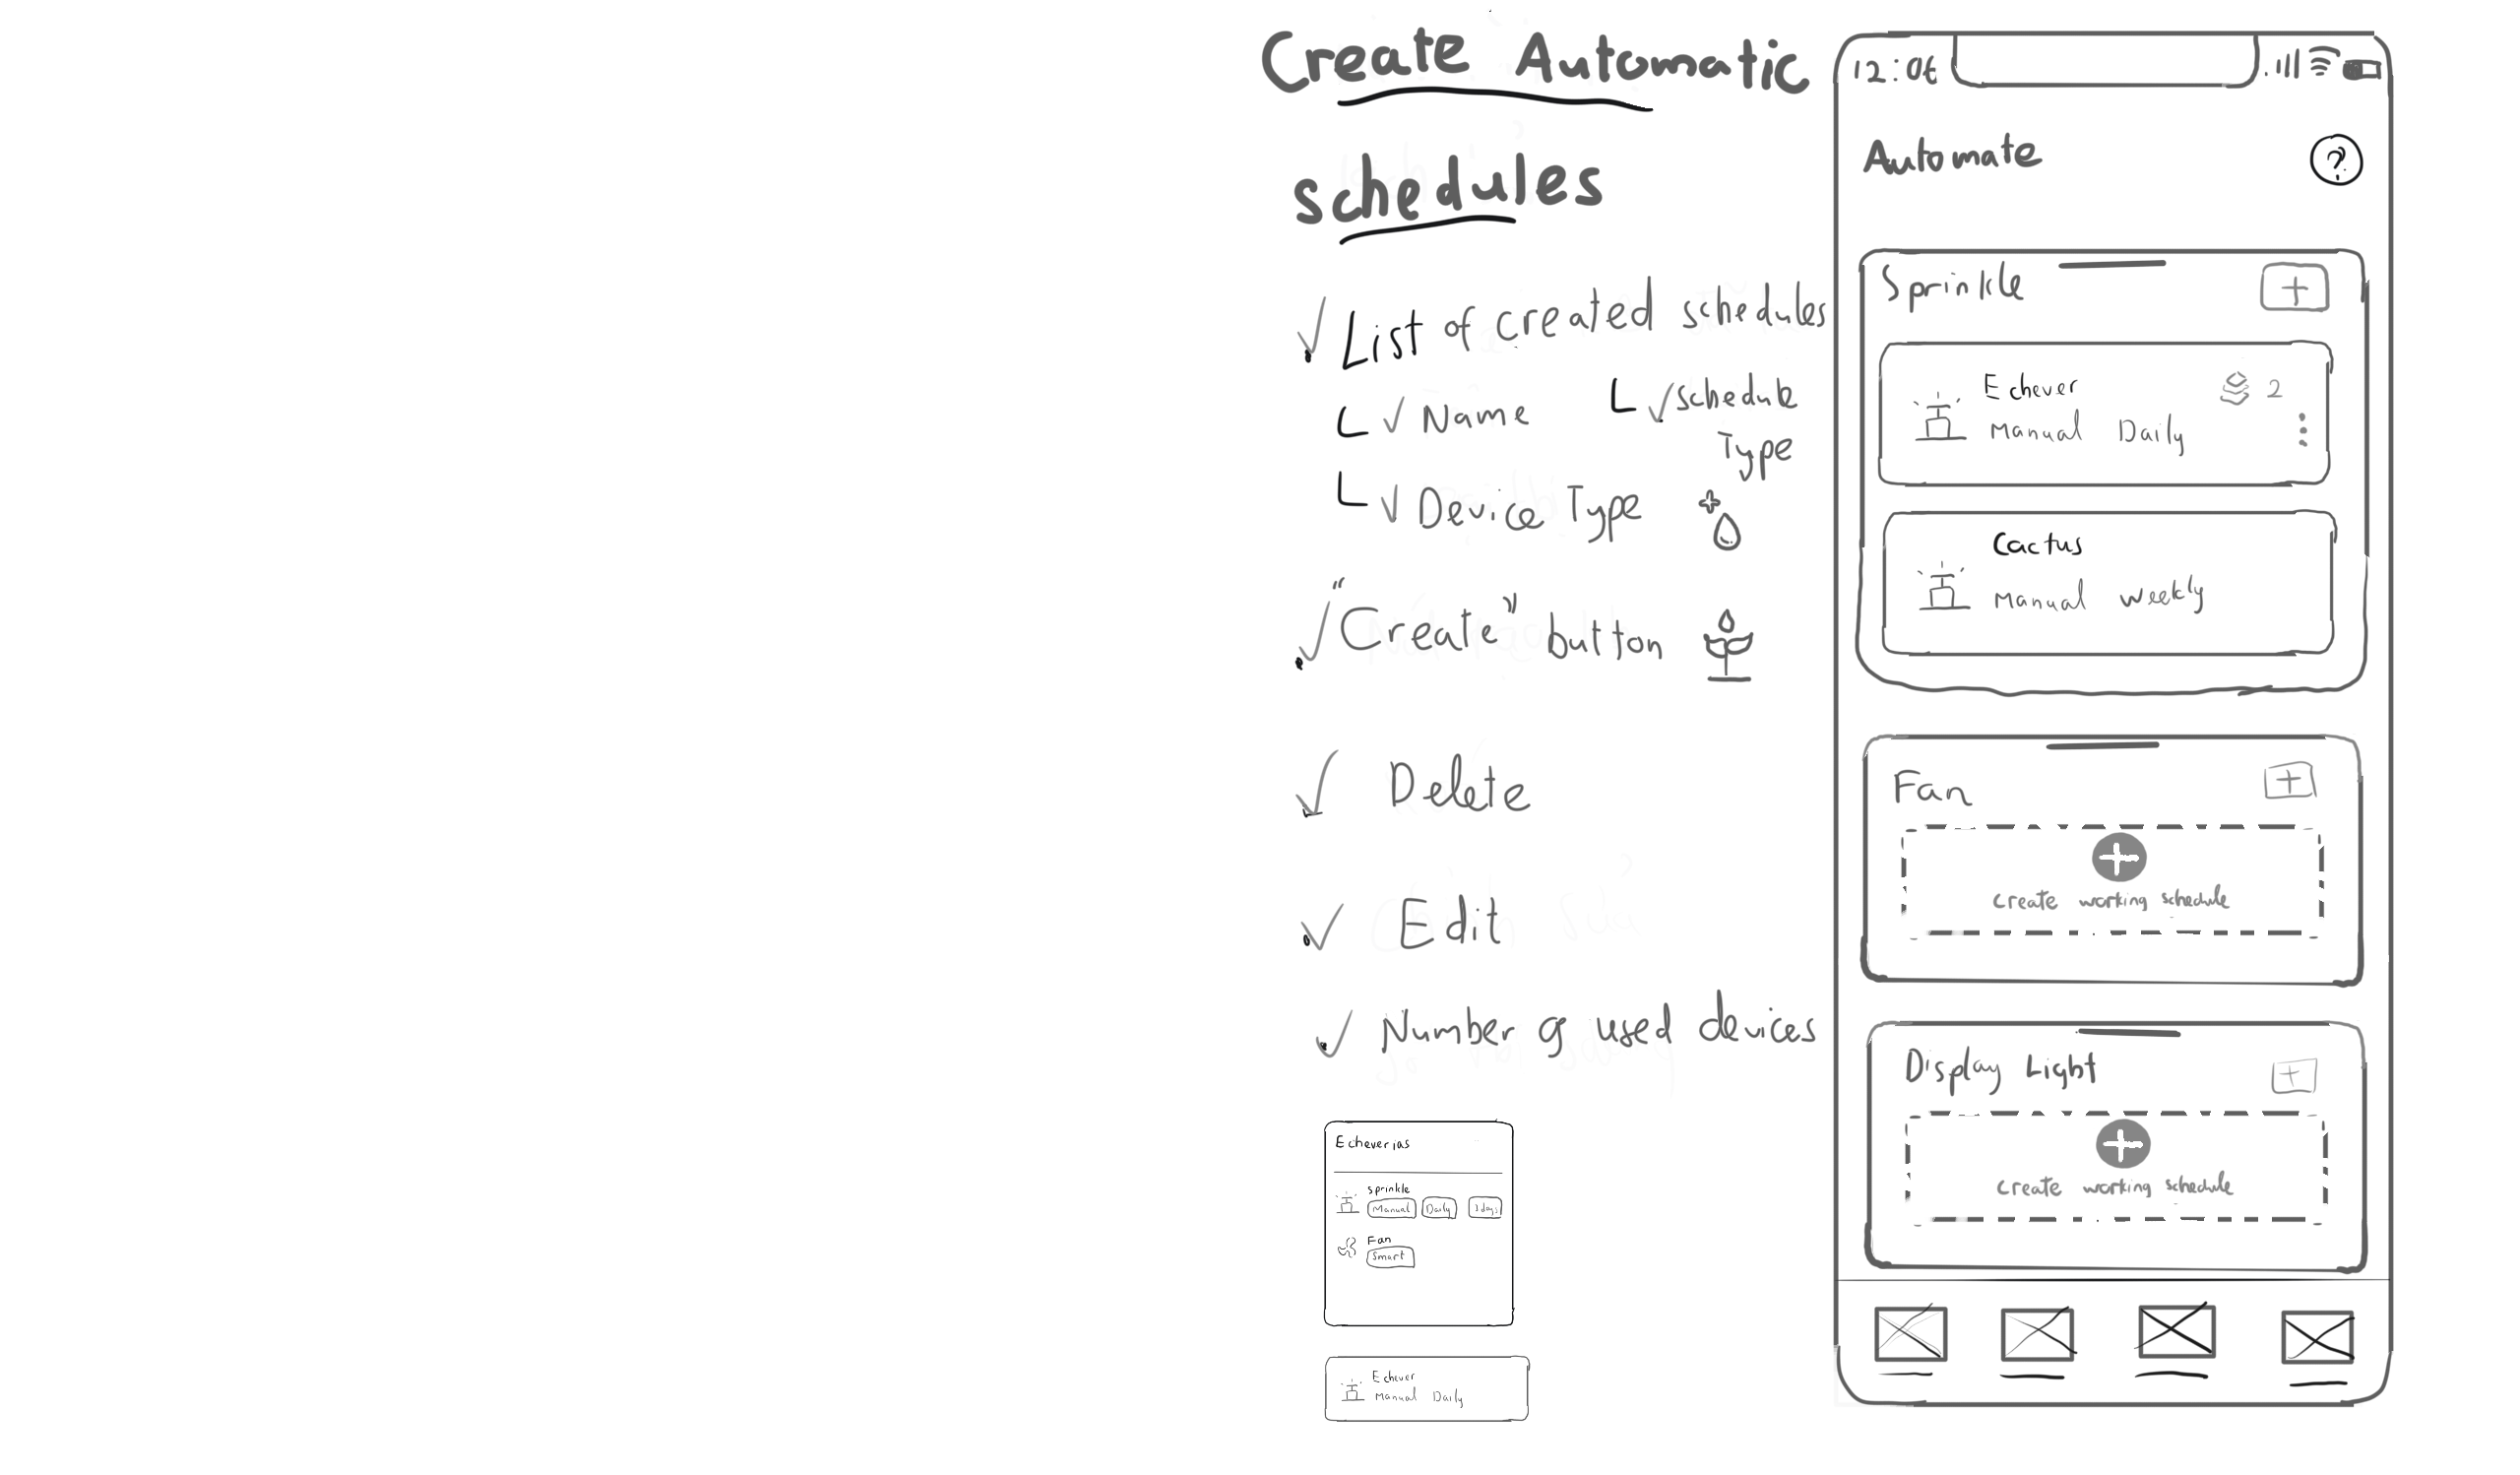 Create Automatic
schedules
List of created schedules
Name
schedule
Type
Device Type
"Create" button
Delete
Edit
Number of used devices
Echeverias
Sprinkle
Manual Daily 3 days
Fan
Smart
Echever
Manual Daily
12:06
Automate
?
Sprinkle
Echever 2
Manual Daily
Cactus
Manual weekly
Fan
create working schedule
Display Light
create working schedule